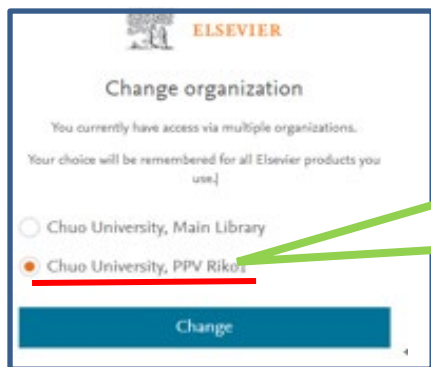 ELSEVIER
Change organization
You currently have access via multiple organizations.
Your choice will be remembered for all Elsevier products you
use.
Chuo University, Main Library
Chuo University, PPV Riko1
Change